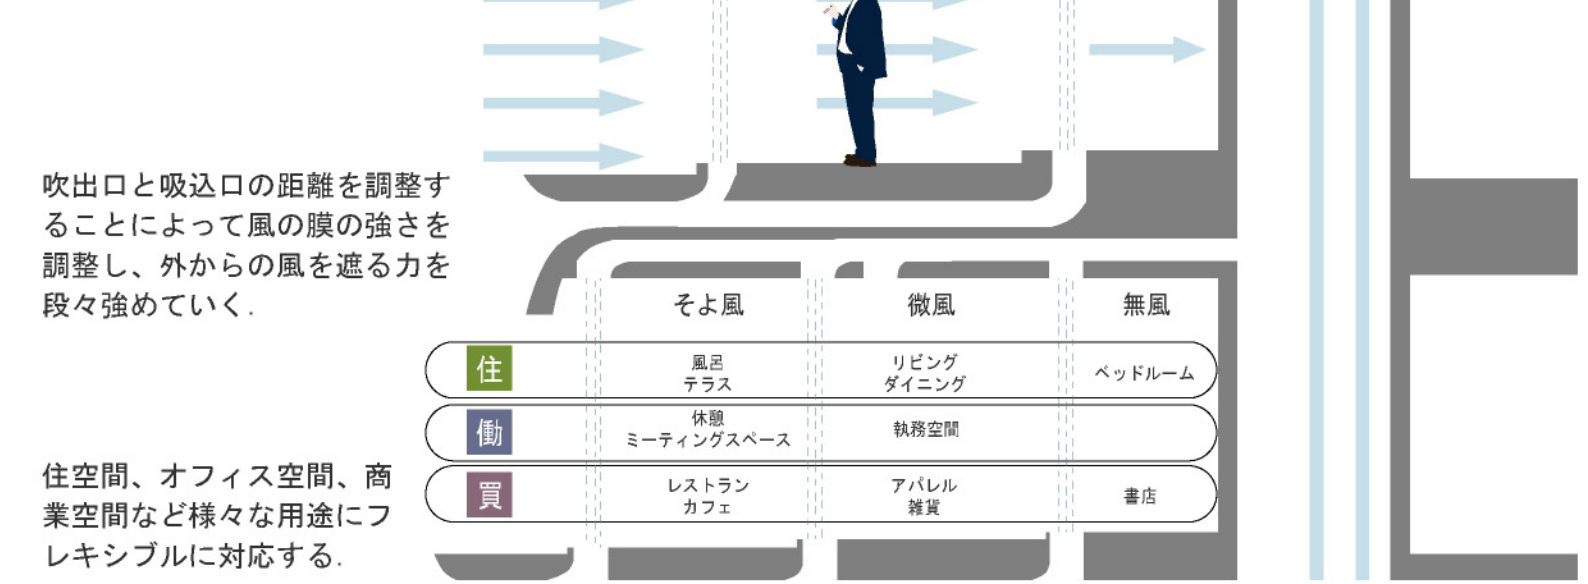 吹出口と吸込口の距離を調整す
ることによって風の膜の強さを
調整し、外からの風を遮る力を
段々強めていく.
そよ風
微風
無風
住
風呂
テラス
リビング
ダイニング
ベッドルーム
働
休憩
ミーティングスペース
執務空間
買
レストラン
カフェ
アパレル
雑貨
書店
住空間、オフィス空間、商
業空間など様々な用途にフ
レキシブルに対応する.